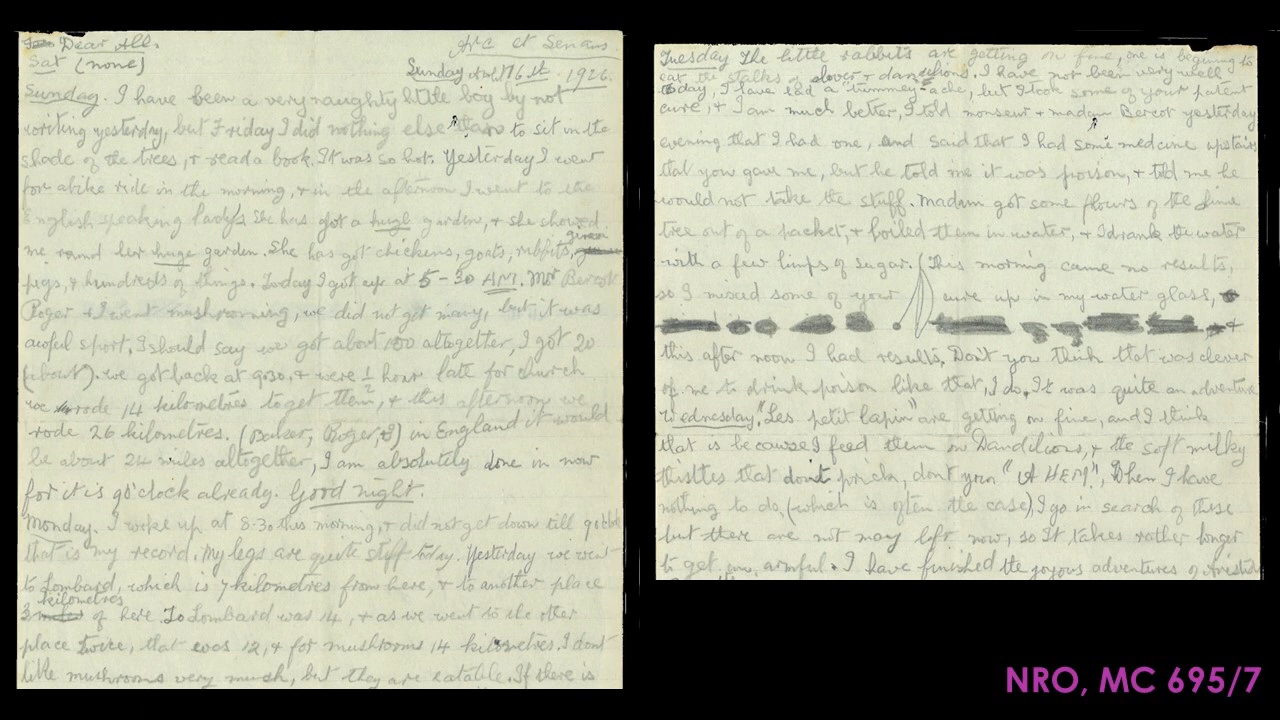 Dear All.
Arc et Senans
Sat (none)
Sunday 1926.
Sunday. I have been a very naughty little boy by not
writing yesterday, but Friday I did nothing else than to sit in the
shade of the trees, & read a book. It was so hot. Yesterday I went
for a bike ride in the morning, & in the afternoon I went to the
English speaking lady's. She has got a hugh garden, & she showed
me round her huge garden. She has got chickens, goats, rabbits, ginea
pigs, & hundreds of things. Today I got up at 5-30 AM. Mr Bercot
Roger & I went mushrooming, we did not get many, but it was
awful sport. I should say we got about 100 altogether, I got 20
(about). we got back at 9030. & were 1/2 hour late for church
we rode 14 kilometres to get them, & this afternoon we
rode 26 kilometres. ( Roger, & I) in England it would
be about 24 miles altogether, I am absolutely done in now
for it is 9 o'clock already. Good night.
Monday. I woke up at 8-30 this morning, & did not get down till
that is my record. My legs are quite stiff today. Yesterday we went
to Lombard, which is 7 kilometres from here, & to another place
kilometres
3 miles of here. To Lombard was 14, & as we went to the other
place twice, that was 12, & for mushrooms 14 kilometres. I dont
like mushrooms very much, but they are eatable. If there is
Tuesday The little rabbits are getting on fine, one is beginning to
eat the stalks of clover & dandelions. I have not been very well
today, I have had a tummey-ache, but I took some of your patent
cure, & I am much better, I told monseur & madam Bercot yesterday
evening that I had one, and said that I had some medecine upstairs
that you gave me, but he told me it was poison, & told me he
would not take the stuff. Madam got some flours of the lime
tree out of a packet, & boiled them in water, & I drank the water
with a few limps of sugar. (This morning came no results,
so I mixed some of your cure up in my water glass,
&
this after noon I had results. Don't you think that was clever
of me to drink poison like that, I do. It was quite an adventure
Wednesday "Les petit lapin" are getting on fine, and I think
that is because I feed them on Dandelions, & the soft milky
thistles that dont prick, dont you "AHEM". When I have
nothing to do, (which is often the case), I go in search of these
but there are not may left now, so It takes rather longer
to get an armful. I have finished the joyous adventures of
NRO, MC 695/7